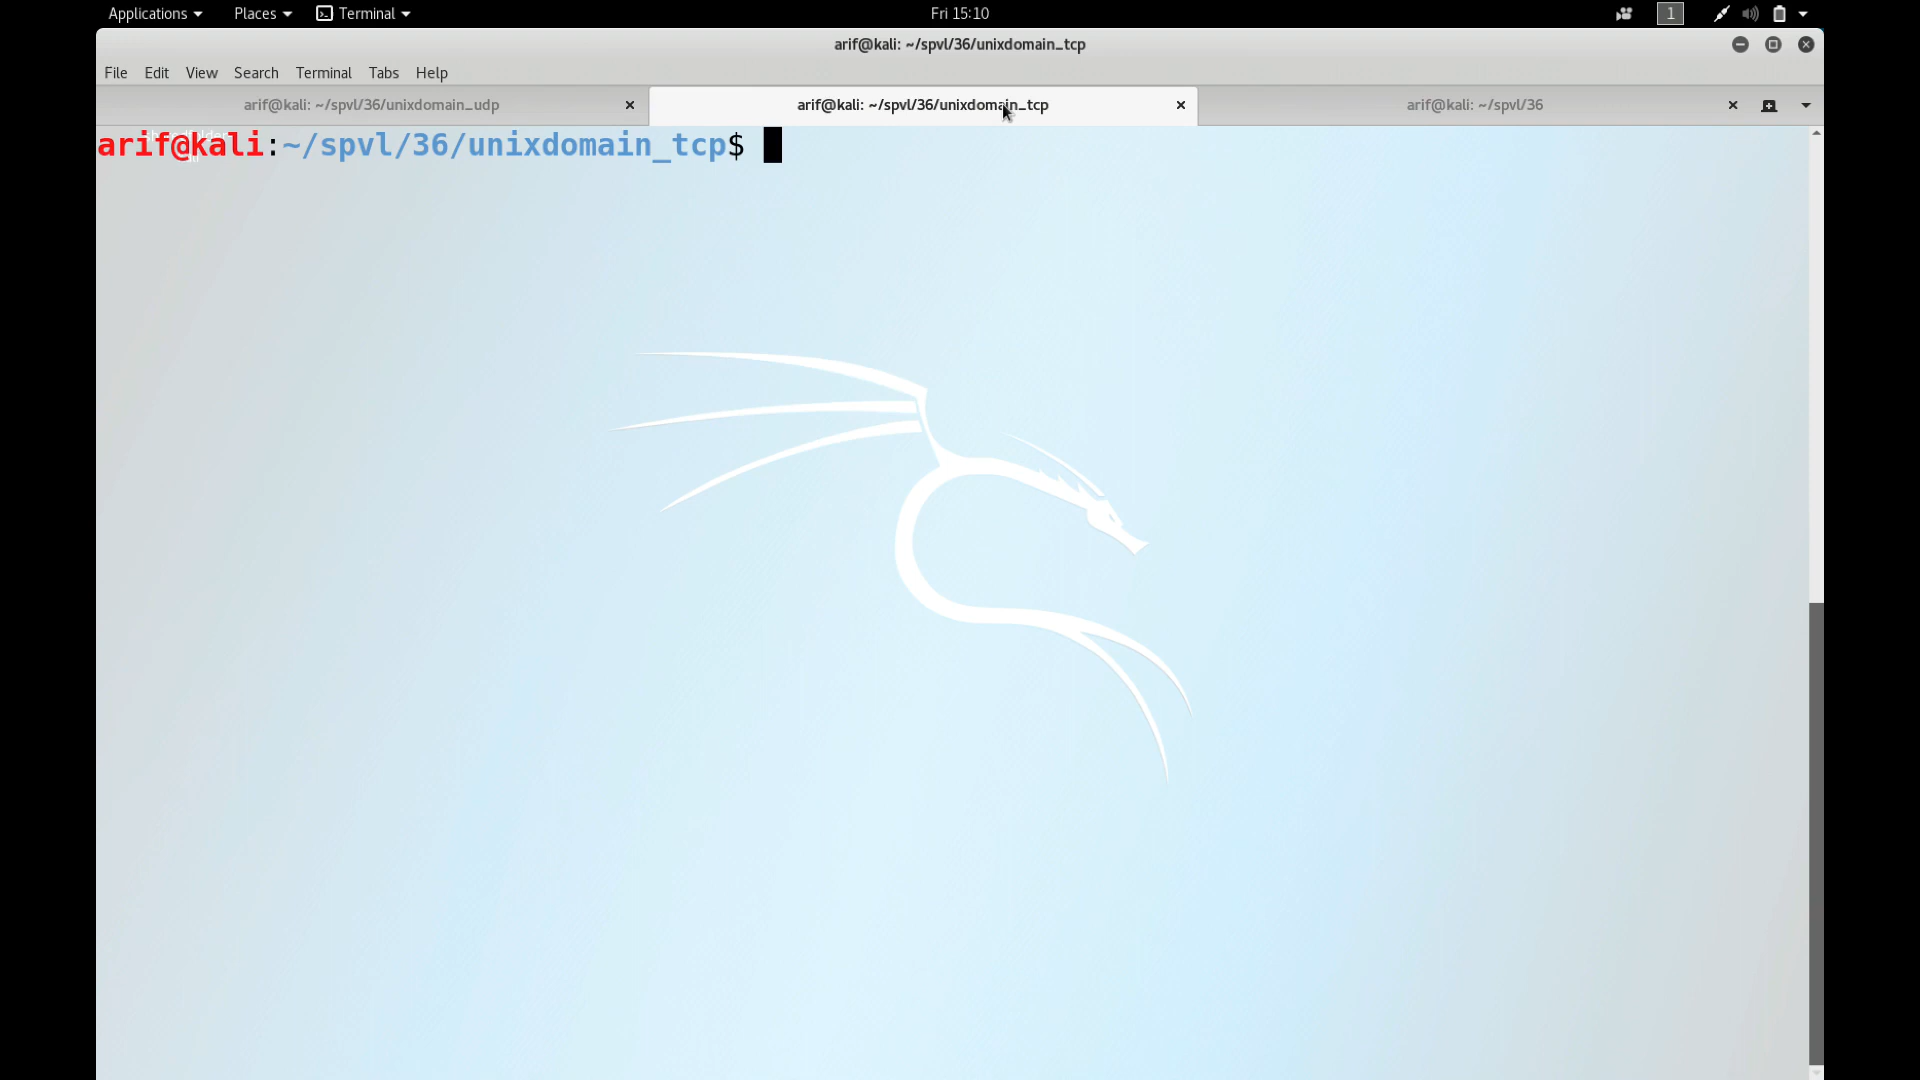 Applications Places Terminal Fri 15:10 1
arif@kali: ~/spvl/36/unixdomain_tcp
File Edit View Search Terminal Tabs Help
arif@kali: ~/spvl/36/unixdomain_udp arif@kali: ~/spvl/36/unixdomain_tcp arif@kali: ~/spvl/36
arif@kali:~/spvl/36/unixdomain_tcp$